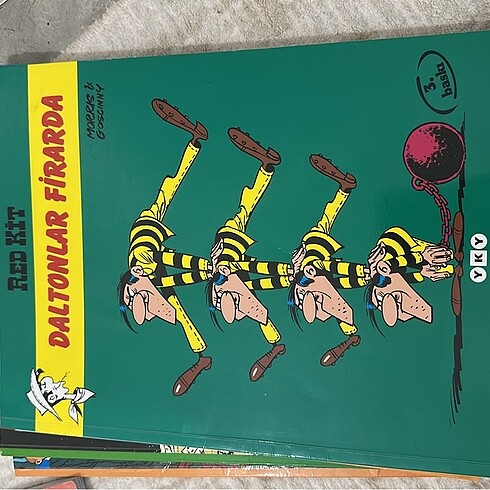 RED KİT
DALTONLAR FİRARDA
MORRIS &
GOSCINNY
3.
baskı
YKY